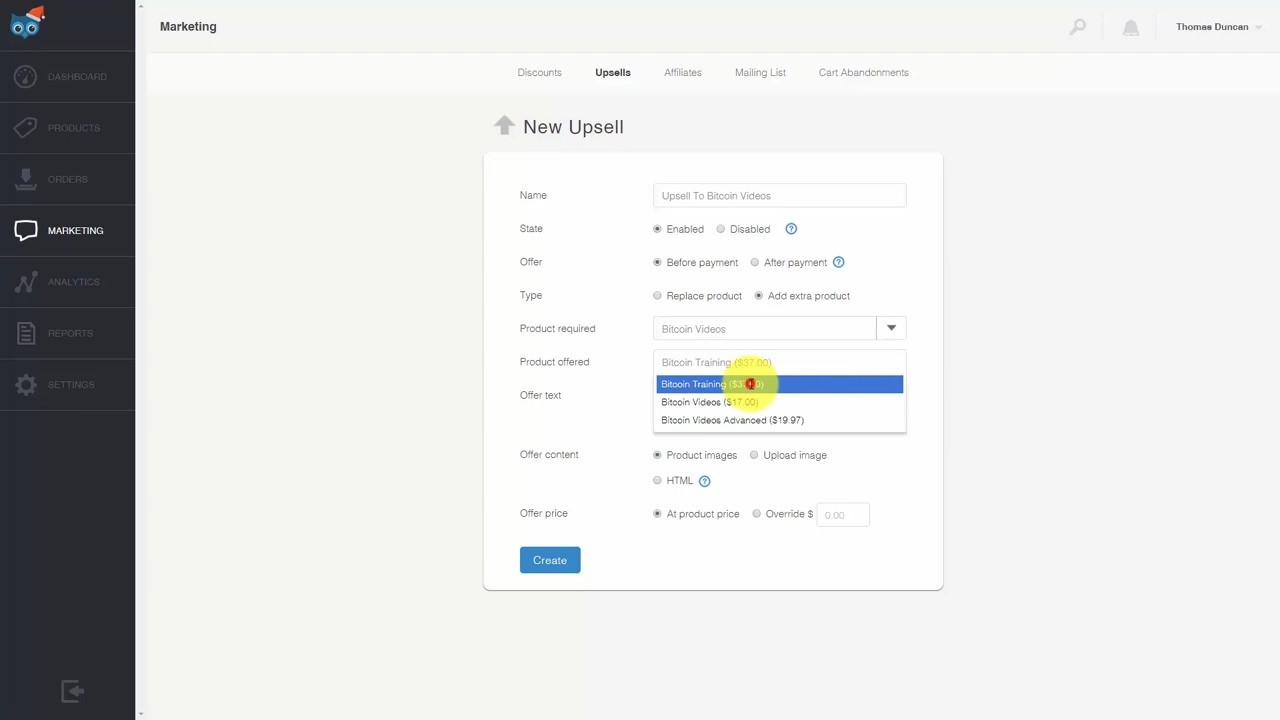 Marketing
Thomas Duncan
DASHBOARD
PRODUCTS
ORDERS
MARKETING
ANALYTICS
REPORTS
SETTINGS
Discounts Upsells Affiliates Mailing List Cart Abandonments
New Upsell
Name Upsell To Bitcoin Videos
State Enabled Disabled ?
Offer Before payment After payment ?
Type Replace product Add extra product
Product required Bitcoin Videos
Product offered Bitcoin Training ($37.00)
Bitcoin Training ($37.00)
Offer text
Bitcoin Videos ($17.00)
Bitcoin Videos Advanced ($19.97)
Offer content Product images Upload image
HTML ?
Offer price At product price Override $ 0.00
Create